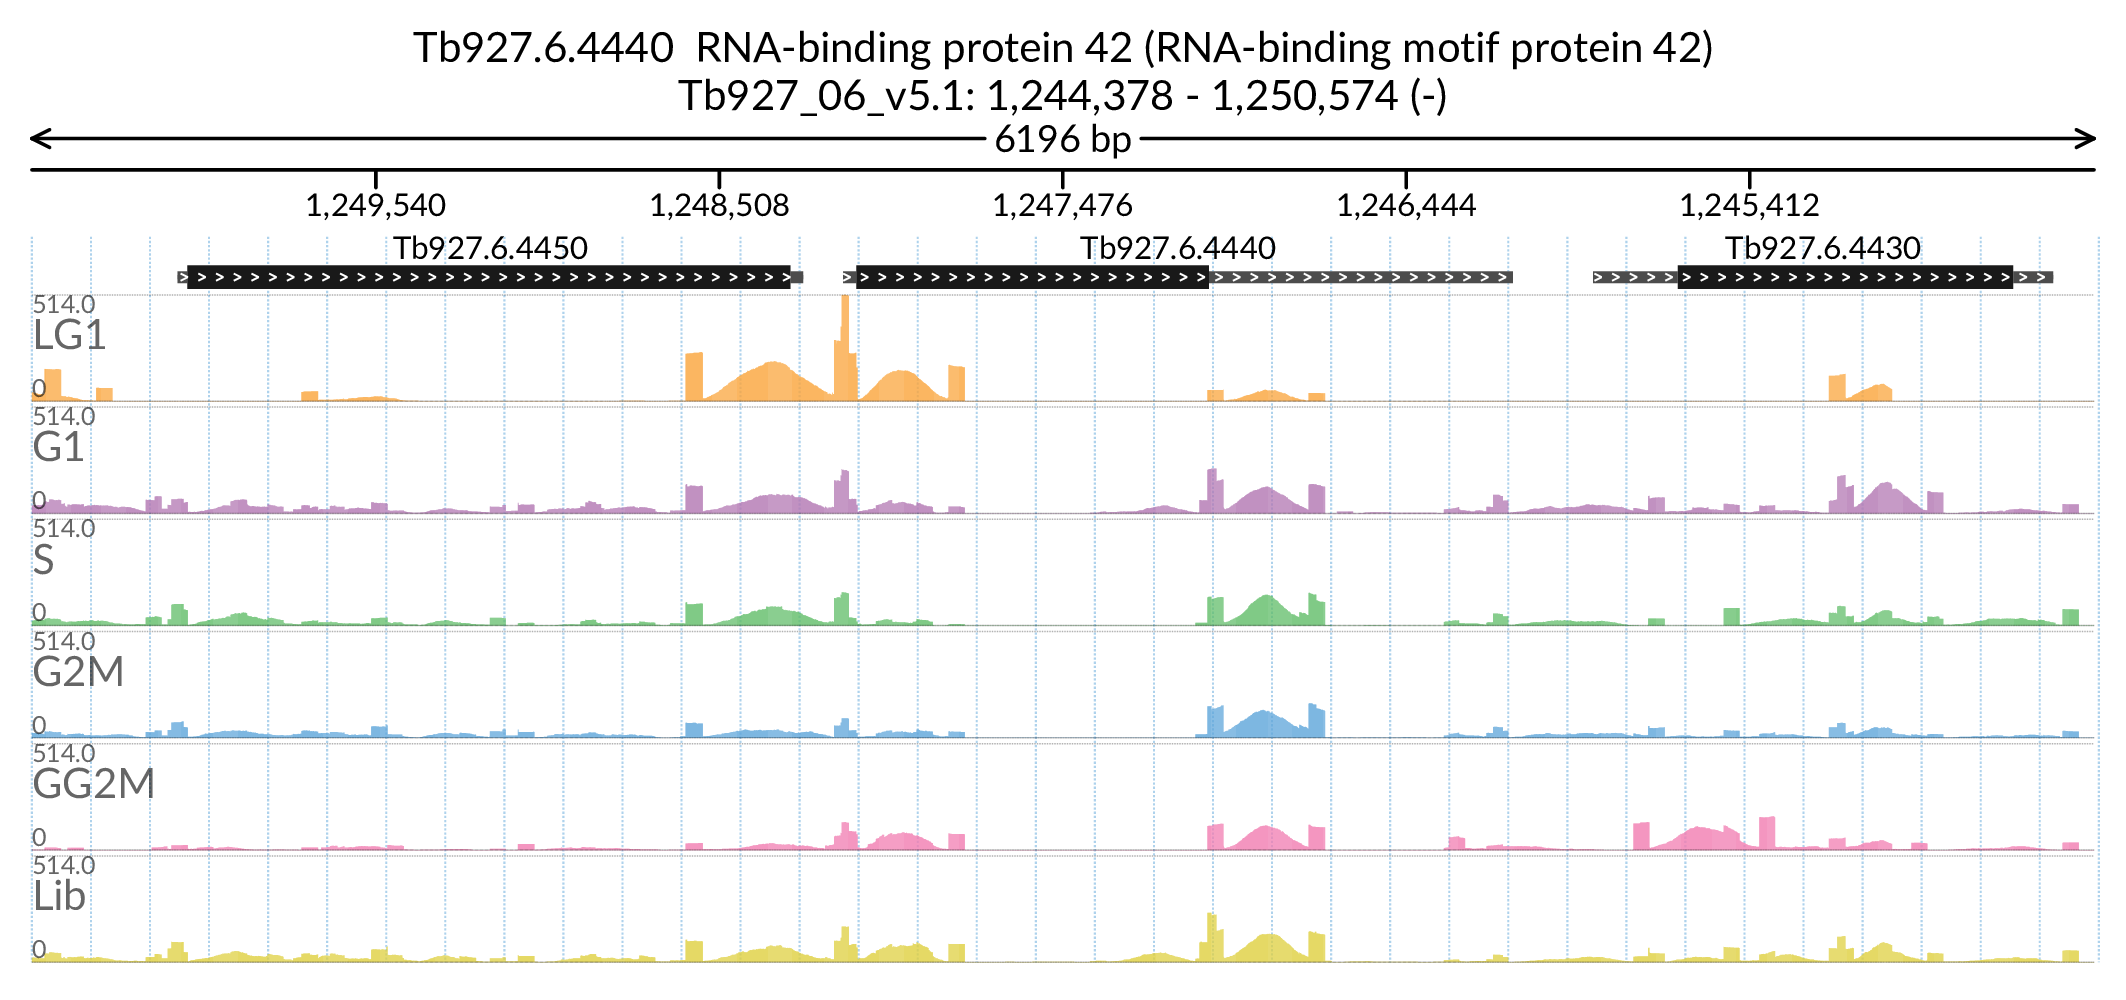 Tb927.6.4440  RNA-binding protein 42 (RNA-binding motif protein 42)
Tb927_06_v5.1: 1,244,378 - 1,250,574 (-)
6196 bp
1,249,540 1,248,508 1,247,476 1,246,444 1,245,412
Tb927.6.4450 Tb927.6.4440 Tb927.6.4430
514.0
LG1
0
514.0
G1
0
514.0
S
0
514.0
G2M
0
514.0
GG2M
0
514.0
Lib
0